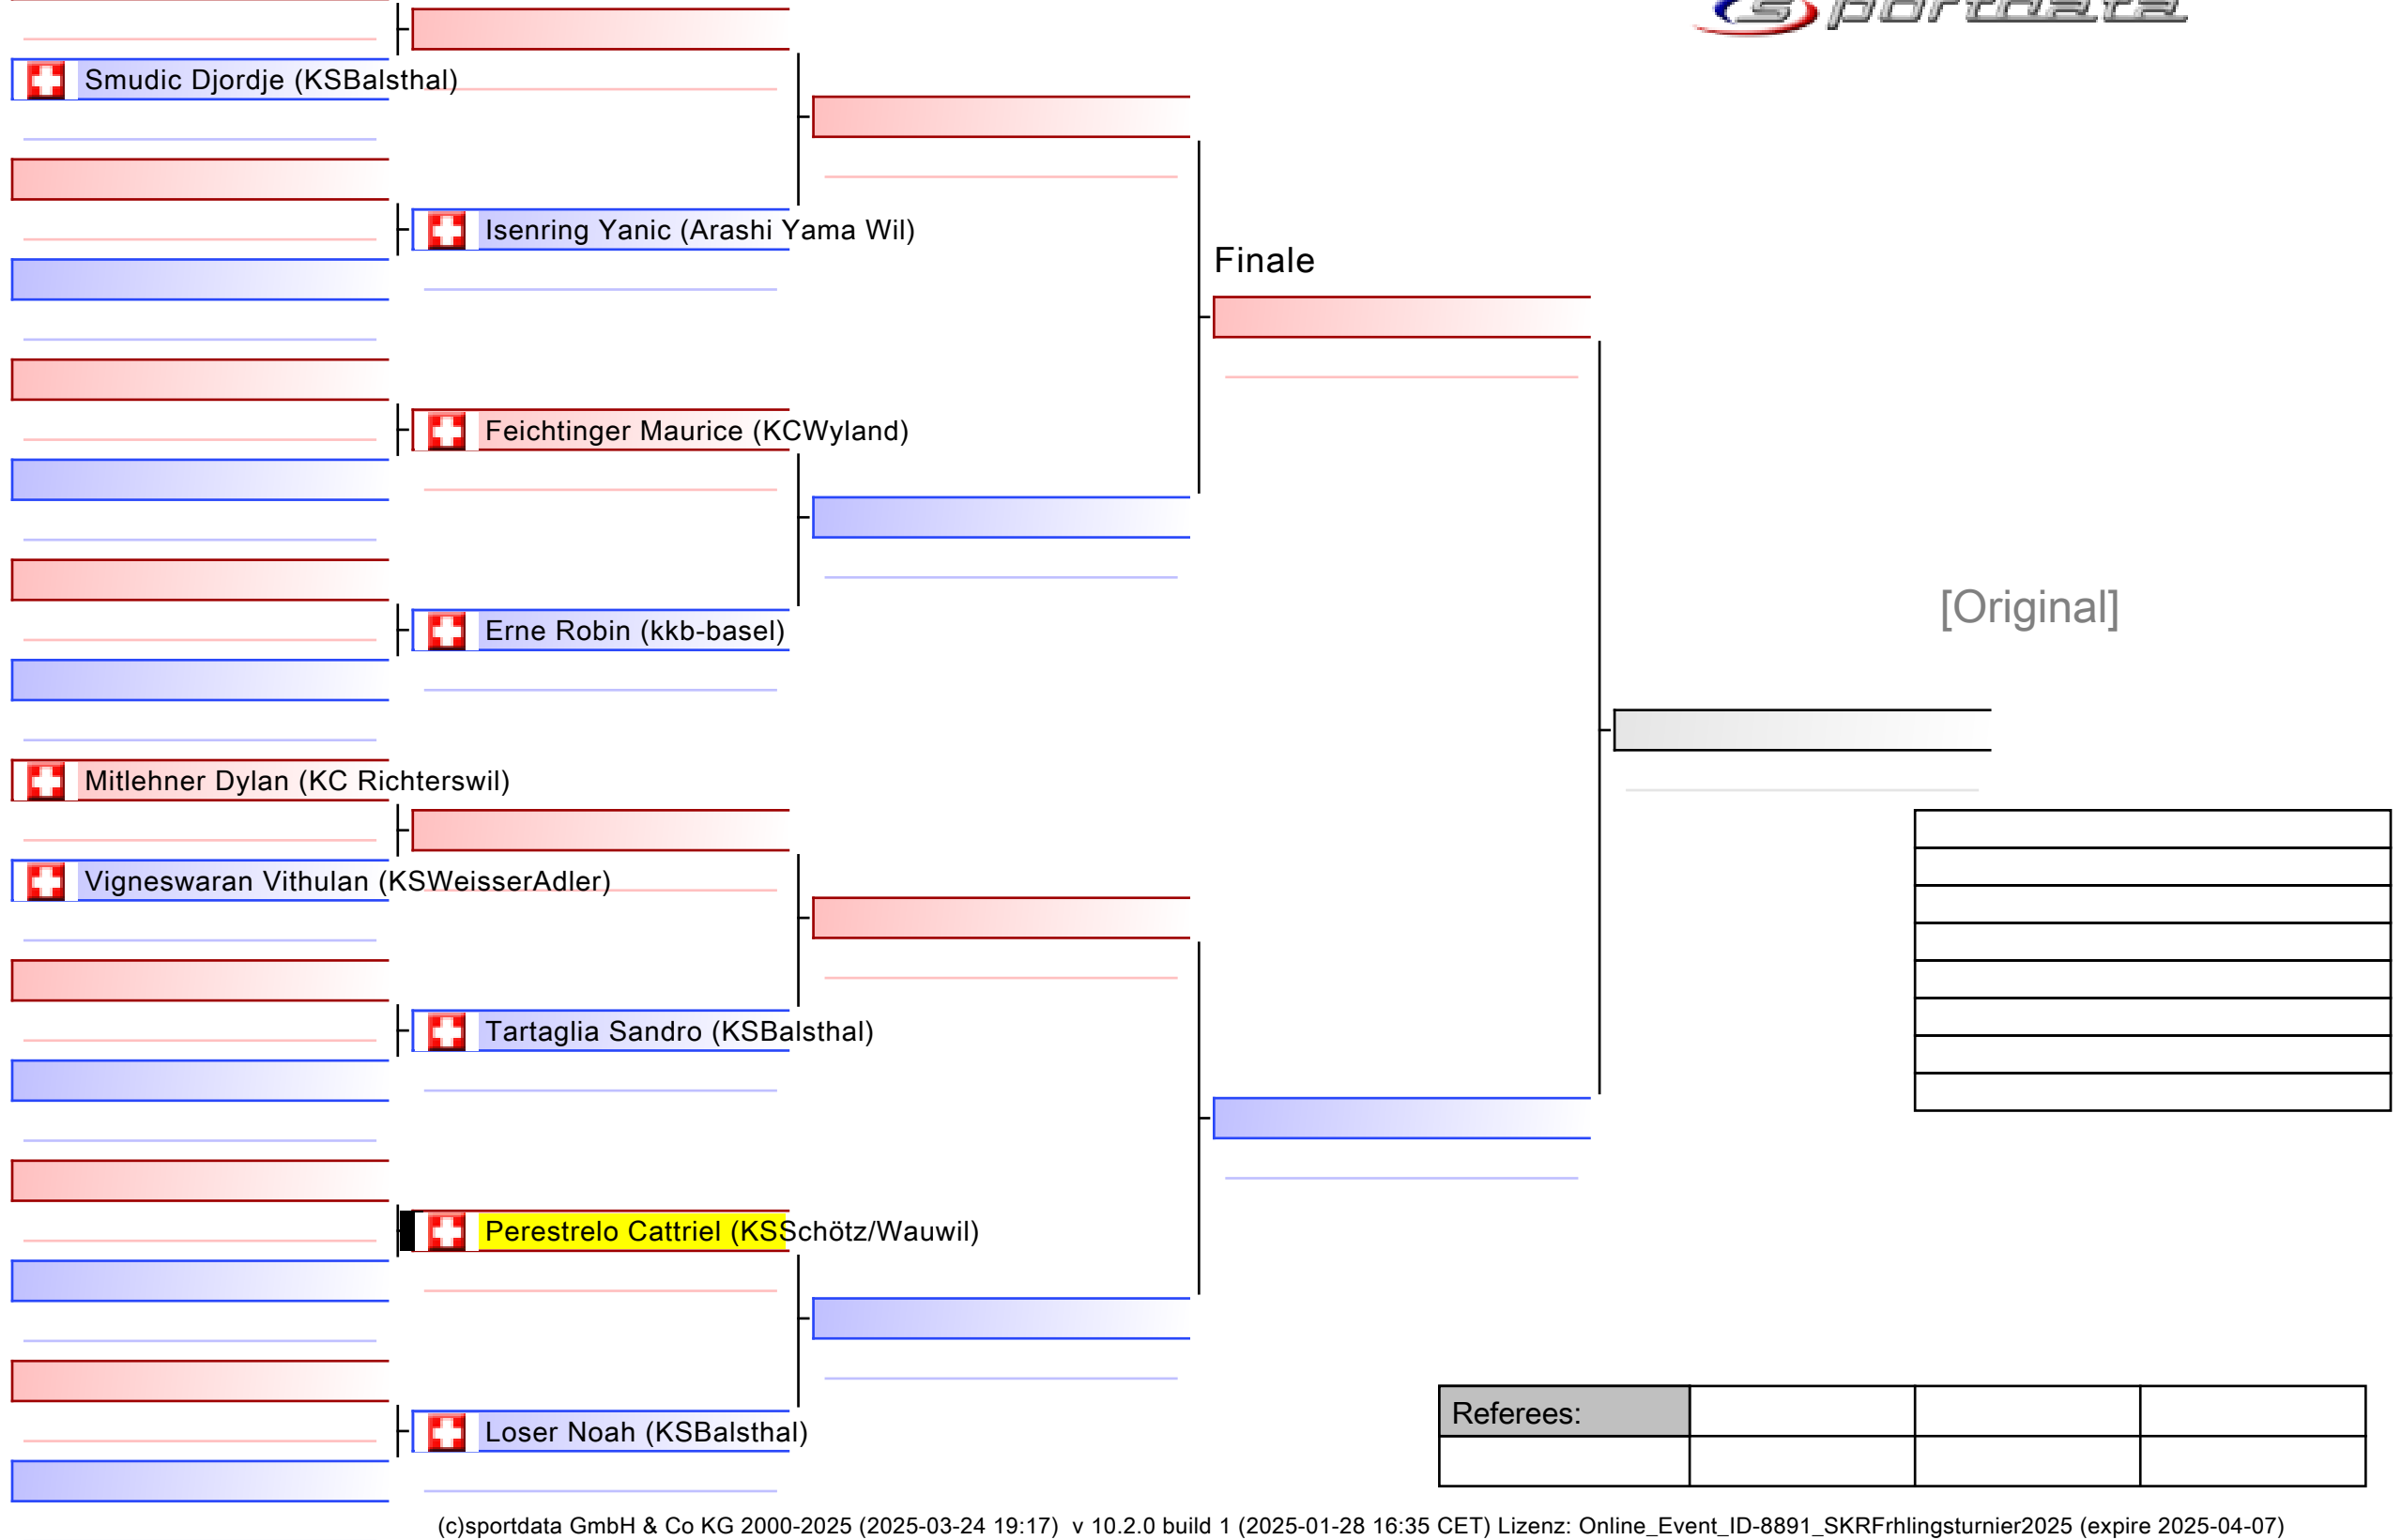 sportdata
Smudic Djordje (KSBalsthal)
Isenring Yanic (Arashi Yama Wil)
Finale
Feichtinger Maurice (KCWyland)
[Original]
Erne Robin (kkb-basel)
Mitlehner Dylan (KC Richterswil)
Vigneswaran Vithulan (KSWeisserAdler)
Tartaglia Sandro (KSBalsthal)
Perestrelo Cattriel (KSSchötz/Wauwil)
Referees:
Loser Noah (KSBalsthal)
(c)sportdata GmbH & Co KG 2000-2025 (2025-03-24 19:17) v 10.2.0 build 1 (2025-01-28 16:35 CET) Lizenz: Online_Event_ID-8891_SKRFrhlingsturnier2025 (expire 2025-04-07)